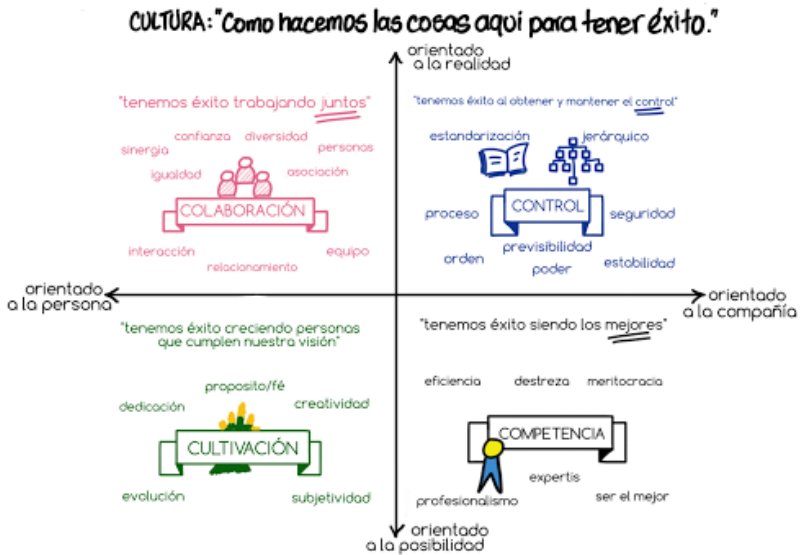 CULTURA: "Como hacemos las cosas aquí para tener éxito."
orientado
a la realidad
"tenemos éxito trabajando juntos"
confianza diversidad
sinergia
personas
igualdad
asociación
COLABORACIÓN
interacción
equipo
relacionamiento
"tenemos éxito al obtener y mantener el control"
estandarización
jerárquico
CONTROL
proceso
seguridad
previsibilidad
orden
poder
estabilidad
orientado
a la persona
orientado
a la compañía
"tenemos éxito creciendo personas
que cumplen nuestra visión"
proposito/fé
dedicación
creatividad
CULTIVACIÓN
evolución
subjetividad
"tenemos éxito siendo los mejores"
eficiencia destreza meritocracia
COMPETENCIA
expertis
profesionalismo
ser el mejor
orientado
a la posibilidad